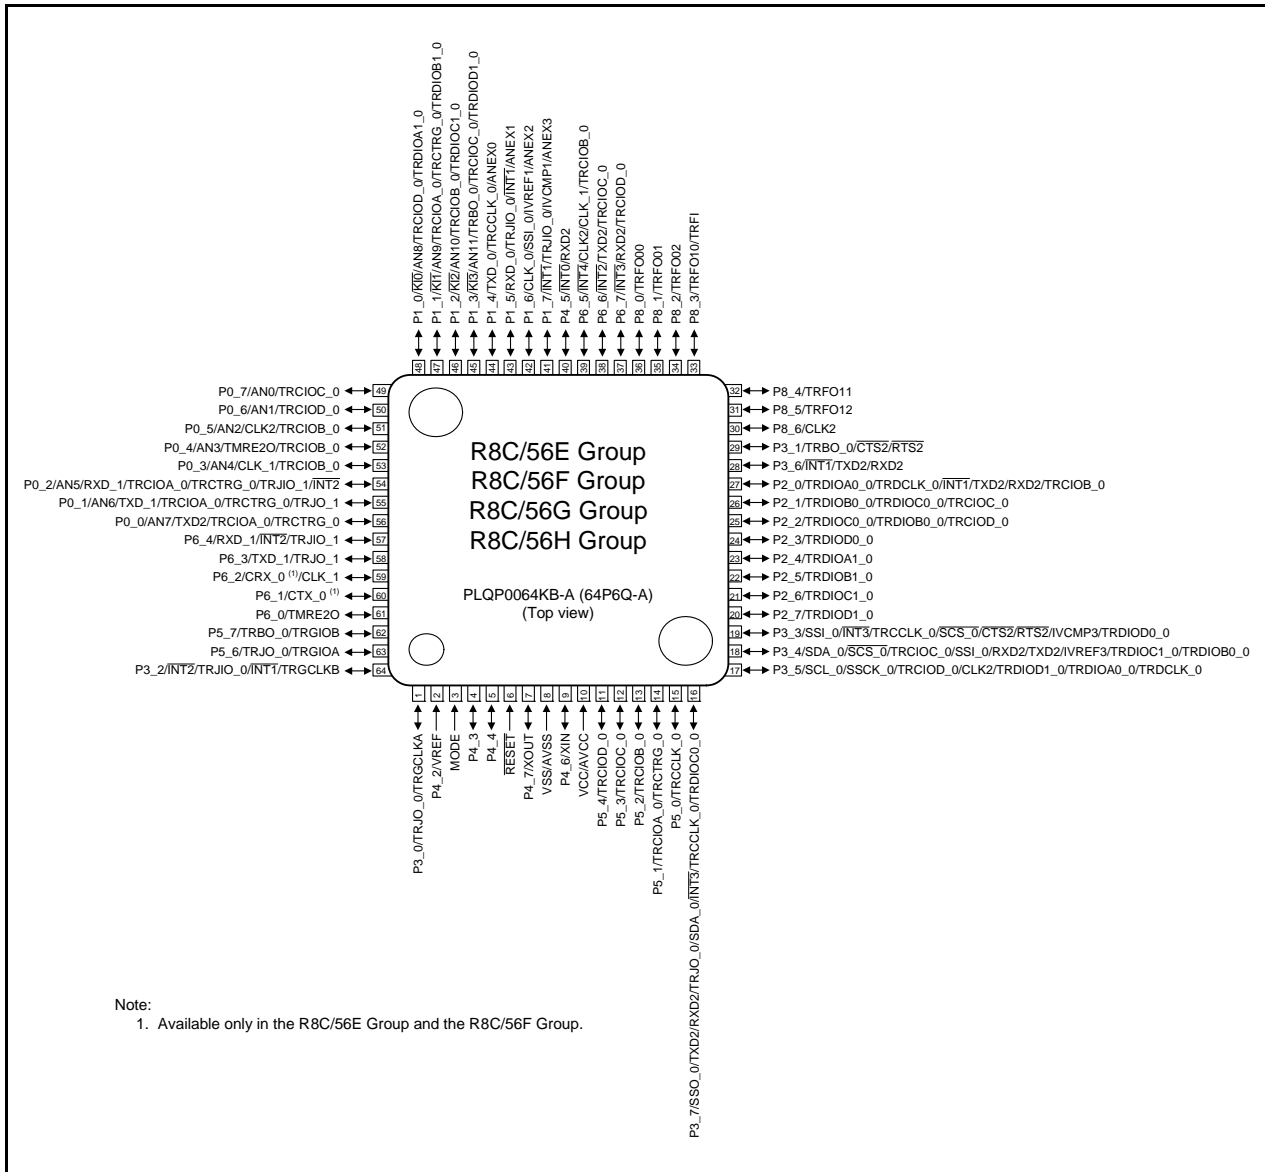 P1_0/KI0/AN8/TRCIOD_0/TRDIOA1_0
P1_1/KI1/AN9/TRCIOA_0/TRCTRG_0/TRDIOB1_0
P1_2/KI2/AN10/TRCIOB_0/TRDIOC1_0
P1_3/KI3/AN11/TRBO_0/TRCIOC_0/TRDIOD1_0
P1_4/TXD_0/TRCCLK_0/ANEX0
P1_5/RXD_0/TRJIO_0/INT1/ANEX1
P1_6/CLK_0/SSI_0/IVREF1/ANEX2
P1_7/INT1/TRJIO_0/IVCMP1/ANEX3
P4_5/INT0/RXD2
P6_5/INT4/CLK2/CLK_1/TRCIOB_0
P6_6/INT2/TXD2/TRCIOC_0
P6_7/INT3/RXD2/TRCIOD_0
P8_0/TRFO00
P8_1/TRFO01
P8_2/TRFO02
P8_3/TRFO10/TRFI
48 47 46 45 44 43 42 41 40 39 38 37 36 35 34 33
P0_7/AN0/TRCIOC_0 49
P0_6/AN1/TRCIOD_0 50
P0_5/AN2/CLK2/TRCIOB_0 51
P0_4/AN3/TMRE2O/TRCIOB_0 52
P0_3/AN4/CLK_1/TRCIOB_0 53
P0_2/AN5/RXD_1/TRCIOA_0/TRCTRG_0/TRJIO_1/INT2 54
P0_1/AN6/TXD_1/TRCIOA_0/TRCTRG_0/TRJO_1 55
P0_0/AN7/TXD2/TRCIOA_0/TRCTRG_0 56
P6_4/RXD_1/INT2/TRJIO_1 57
P6_3/TXD_1/TRJO_1 58
P6_2/CRX_0 (1)/CLK_1 59
P6_1/CTX_0 (1) 60
P6_0/TMRE2O 61
P5_7/TRBO_0/TRGIOB 62
P5_6/TRJO_0/TRGIOA 63
P3_2/INT2/TRJIO_0/INT1/TRGCLKB 64
R8C/56E Group
R8C/56F Group
R8C/56G Group
R8C/56H Group
PLQP0064KB-A (64P6Q-A)
(Top view)
32 P8_4/TRFO11
31 P8_5/TRFO12
30 P8_6/CLK2
29 P3_1/TRBO_0/CTS2/RTS2
28 P3_6/INT1/TXD2/RXD2
27 P2_0/TRDIOA0_0/TRDCLK_0/INT1/TXD2/RXD2/TRCIOB_0
26 P2_1/TRDIOB0_0/TRDIOC0_0/TRCIOC_0
25 P2_2/TRDIOC0_0/TRDIOB0_0/TRCIOD_0
24 P2_3/TRDIOD0_0
23 P2_4/TRDIOA1_0
22 P2_5/TRDIOB1_0
21 P2_6/TRDIOC1_0
20 P2_7/TRDIOD1_0
19 P3_3/SSI_0/INT3/TRCCLK_0/SCS_0/CTS2/RTS2/IVCMP3/TRDIOD0_0
18 P3_4/SDA_0/SCS_0/TRCIOC_0/SSI_0/RXD2/TXD2/IVREF3/TRDIOC1_0/TRDIOB0_0
17 P3_5/SCL_0/SSCK_0/TRCIOD_0/CLK2/TRDIOD1_0/TRDIOA0_0/TRDCLK_0
1 2 3 4 5 6 7 8 9 10 11 12 13 14 15 16
P3_0/TRJO_0/TRGCLKA
P4_2/VREF
MODE
P4_3
P4_4
RESET
P4_7/XOUT
VSS/AVSS
P4_6/XIN
VCC/AVCC
P5_4/TRCIOD_0
P5_3/TRCIOC_0
P5_2/TRCIOB_0
P5_1/TRCIOA_0/TRCTRG_0
P5_0/TRCCLK_0
P3_7/SSO_0/TXD2/RXD2/TRJO_0/SDA_0/INT3/TRCCLK_0/TRDIOC0_0
Note:
1. Available only in the R8C/56E Group and the R8C/56F Group.